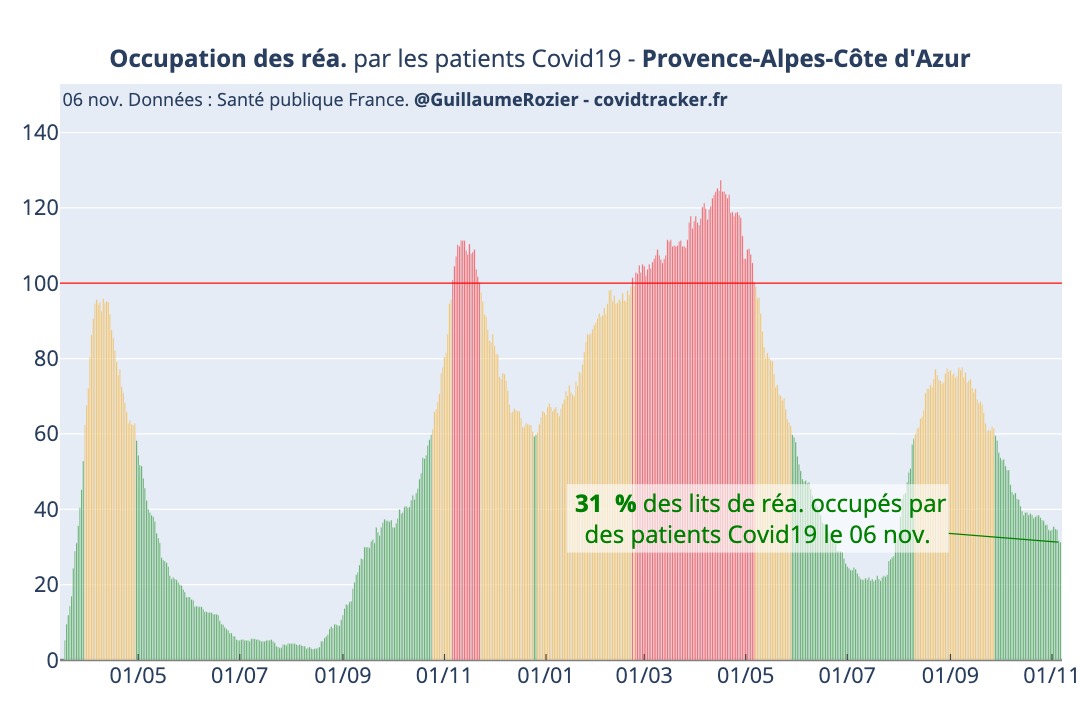 Occupation des réa. par les patients Covid19 - Provence-Alpes-Côte d'Azur
06 nov. Données : Santé publique France. @GuillaumeRozier - covidtracker.fr
140
120
100
80
60
40
20
0
31 % des lits de réa. occupés par
des patients Covid19 le 06 nov.
01/05 01/07 01/09 01/11 01/01 01/03 01/05 01/07 01/09 01/11